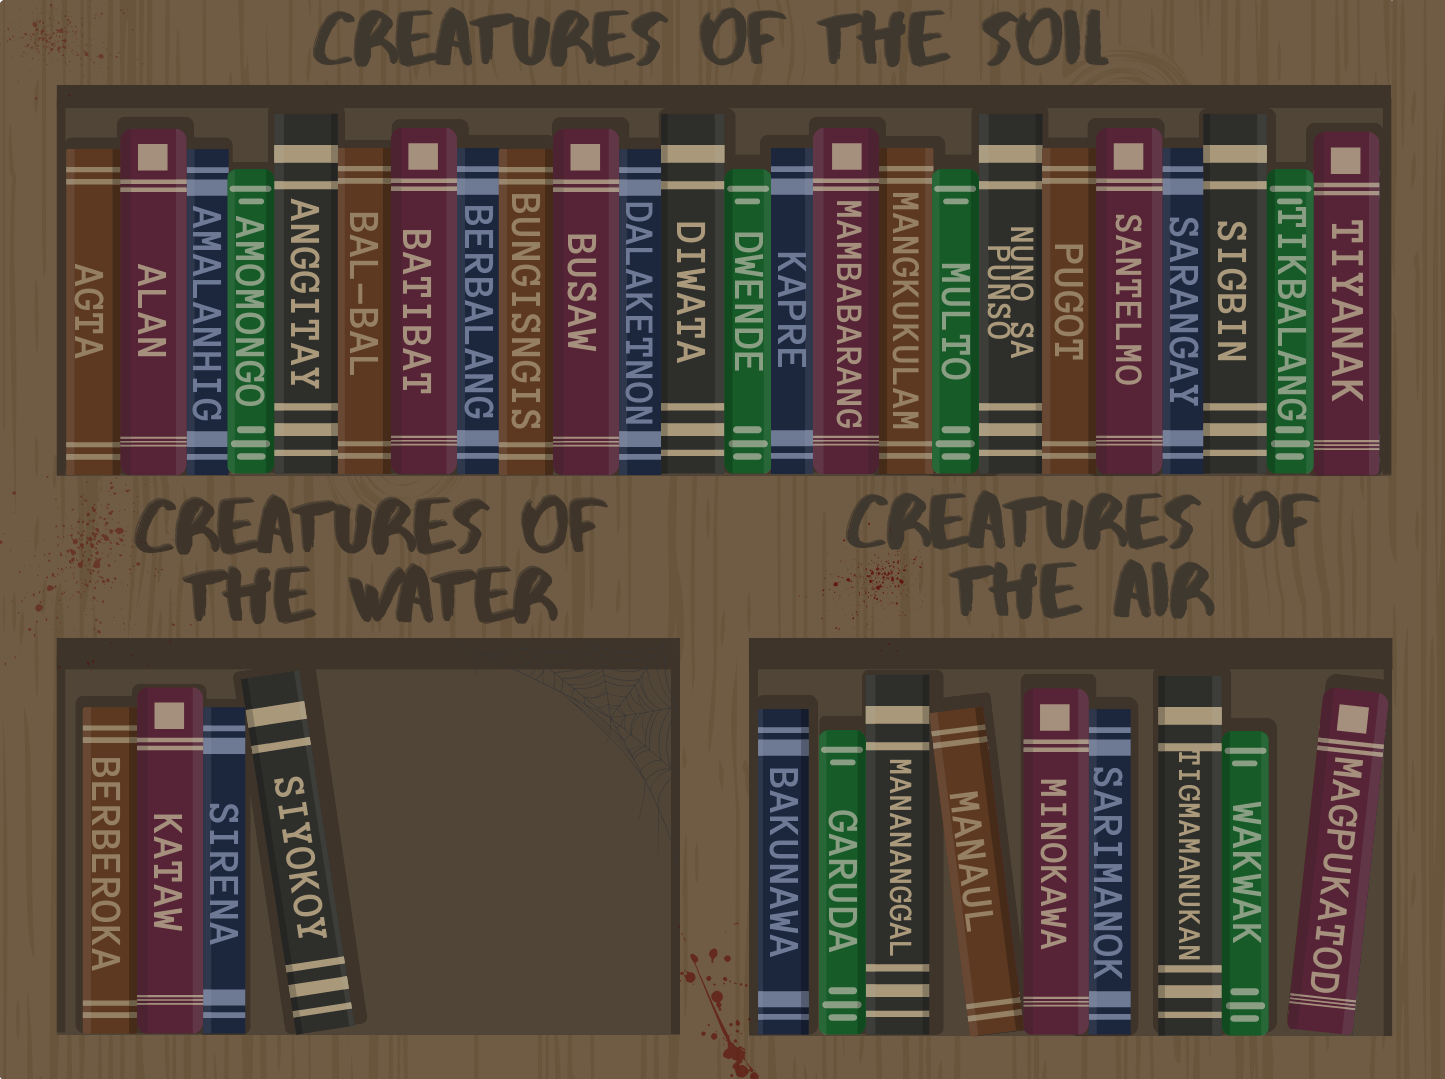 CREATURES OF THE SOIL
AGTA
ALAN
AMALANHIG
AMOMONGO
ANGGITAY
BAL-BAL
BATIBAT
BERBALANG
BUNGISNGIS
BUSAW
DALAKETNON
DIWATA
DWENDE
KAPRE
MAMBABARANG
MANGKUKULAM
MULTO
NUNO SA
PUNSO
PUGOT
SANTELMO
SARANGAY
SIGBIN
TIKBALANG
TIYANAK
CREATURES OF
THE WATER
BERBEROKA
KATAW
SIRENA
SIYOKOY
CREATURES OF
THE AIR
BAKUNAWA
GARUDA
MANANANGGAL
MANAUL
MINOKAWA
SARIMANOK
TIGMAMANUKAN
WAKWAK
MAGPUKATOD